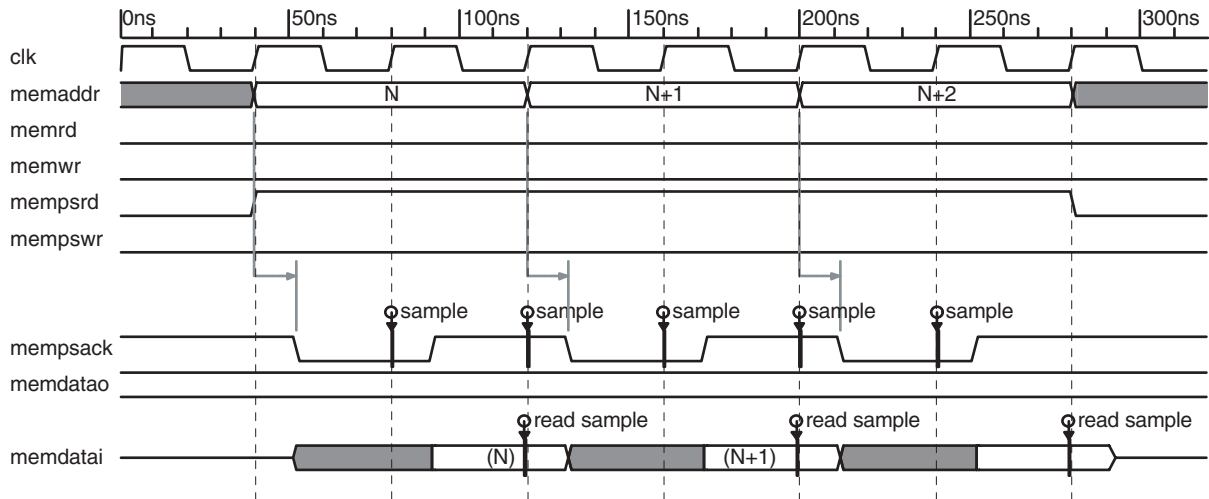 0ns 50ns 100ns 150ns 200ns 250ns 300ns
clk
memaddr N N+1 N+2
memrd
memwr
mempsrd
mempswr
sample sample sample sample sample
mempsack
memdatao
read sample read sample read sample
memdatai (N) (N+1)